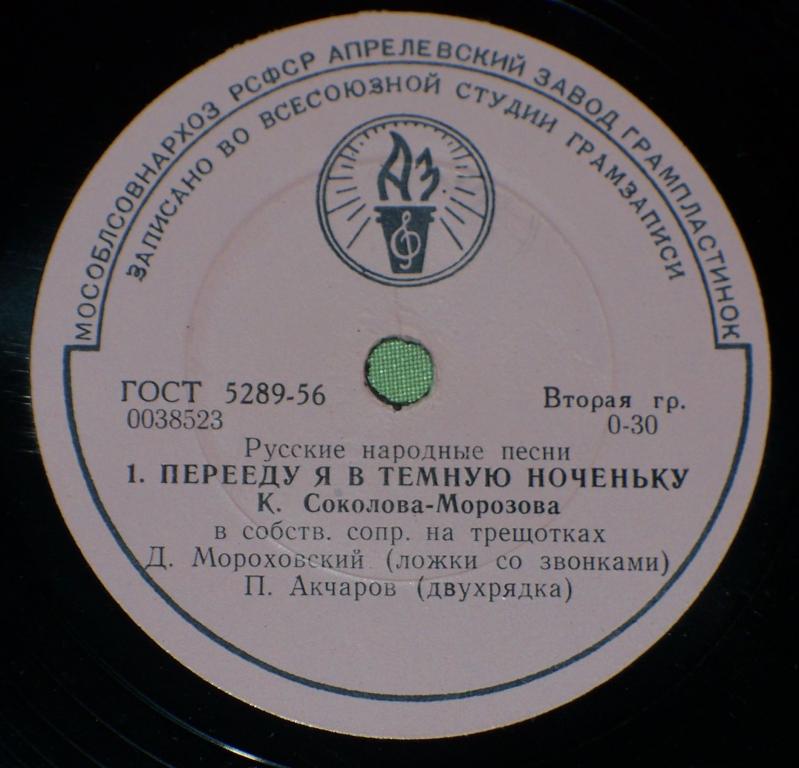 МОСОБЛСОВНАРХОЗ РСФСР АПРЕЛЕВСКИЙ ЗАВОД ГРАМПЛАСТИНОК
ЗАПИСАНО ВО ВСЕСОЮЗНОЙ СТУДИИ ГРАМЗАПИСИ
АЗ
ГОСТ 5289-56
Вторая гр.
0038523
0-30
Русские народные песни
1. ПЕРЕЕДУ Я В ТЕМНУЮ НОЧЕНЬКУ
К. Соколова-Морозова
в собств. сопр. на трещотках
Д. Мороховский (ложки со звонками)
П. Акчаров (двухрядка)